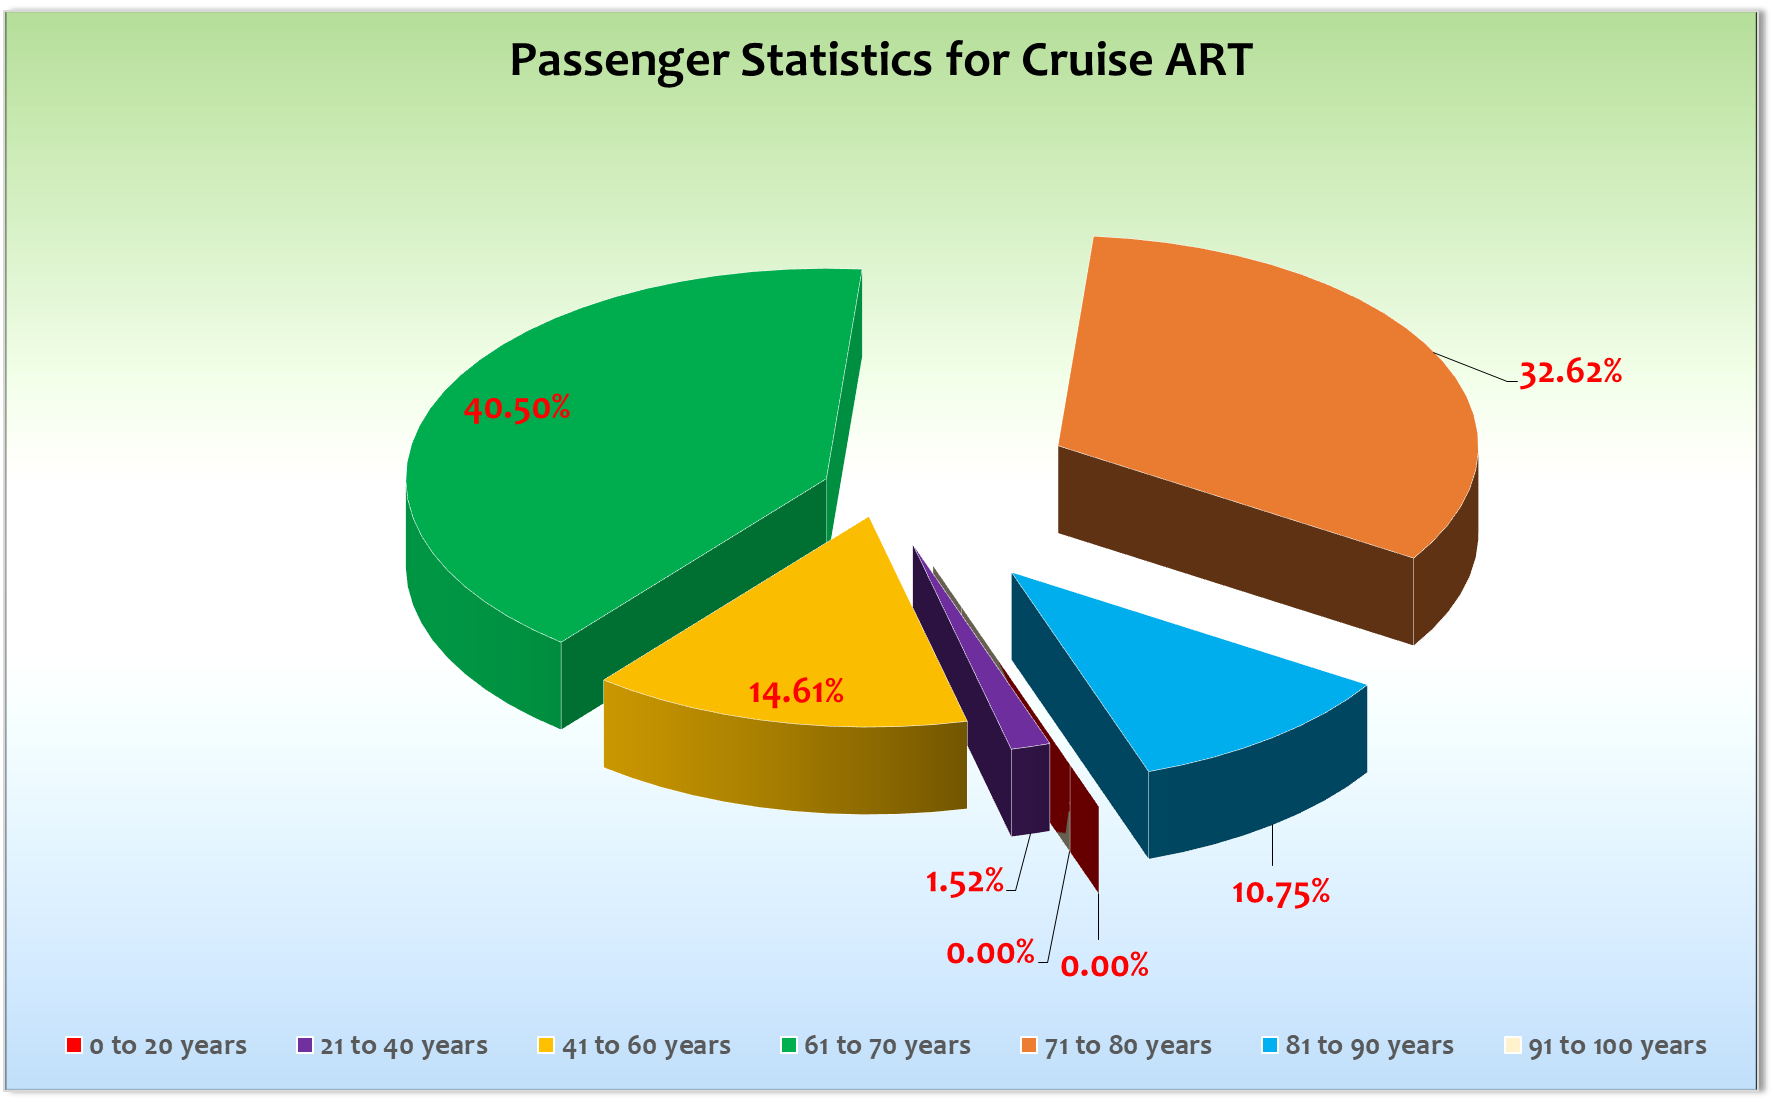 Passenger Statistics for Cruise ART
32.62%
40.50%
14.61%
1.52%
10.75%
0.00%
0.00%
0 to 20 years
21 to 40 years
41 to 60 years
61 to 70 years
71 to 80 years
81 to 90 years
91 to 100 years